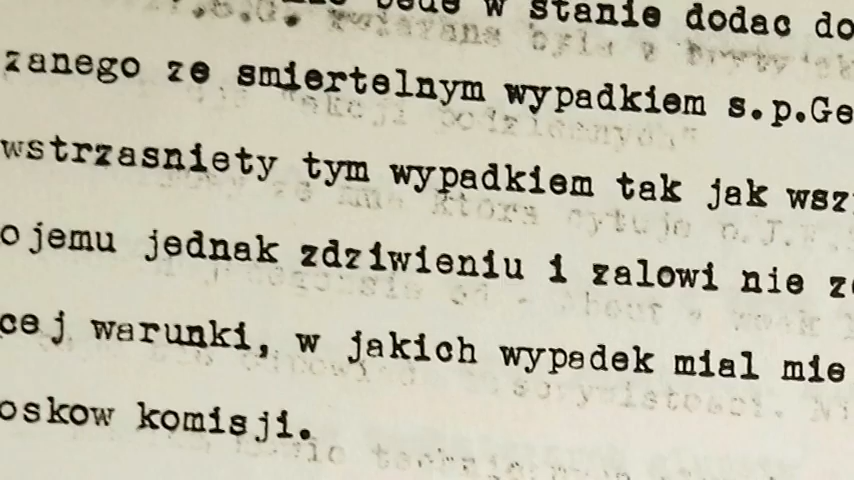 w stanie dodac do
zanego ze smiertelnym wypadkiem s.p.Ge
wstrzasniety tym wypadkiem tak jak wsz
ojemu jednak zdziwieniu i zalowi nie z
cej warunki, w jakich wypadek mial mie
oskow komisji.